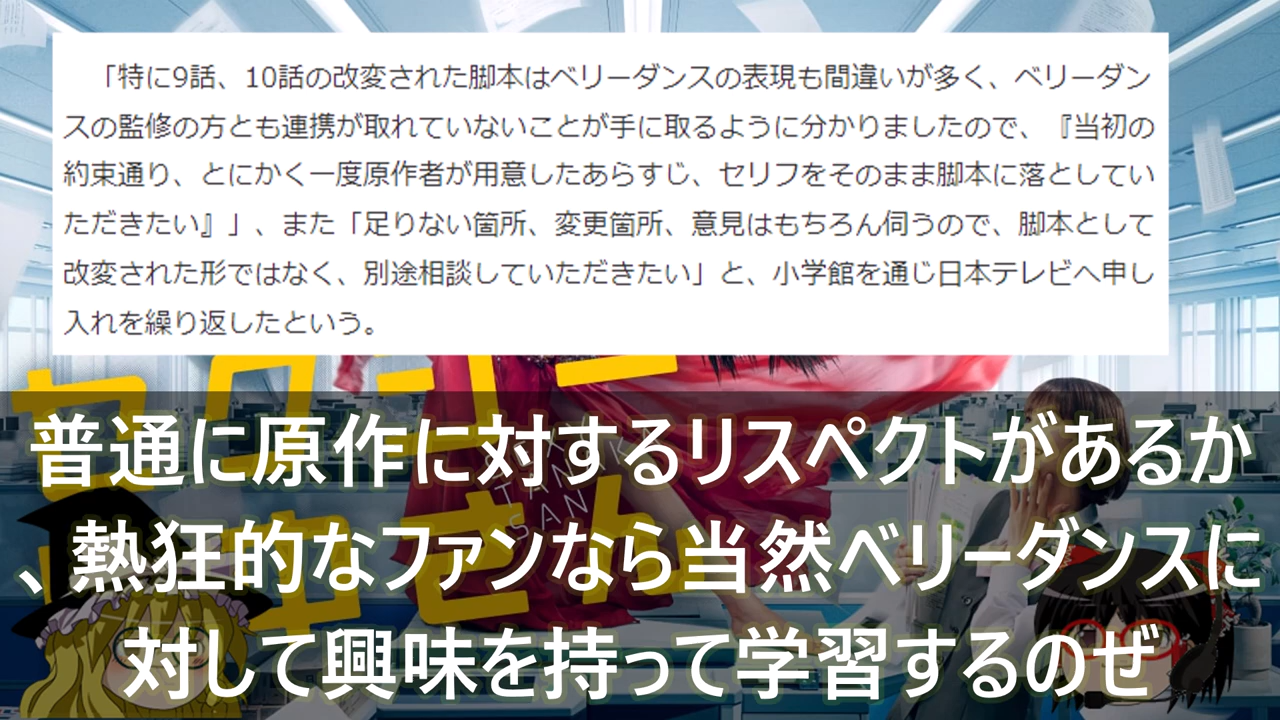 「特に9話、10話の改変された脚本はベリーダンスの表現も間違いが多く、ベリーダン
スの監修の方とも連携が取れていないことが手に取るように分かりましたので、『当初の
約束通り、とにかく一度原作者が用意したあらすじ、セリフをそのまま脚本に落としてい
ただきたい』」、また「足りない箇所、変更箇所、意見はもちろん伺うので、脚本として
改変された形ではなく、別途相談していただきたい」と、小学館を通じ日本テレビへ申し
入れを繰り返したという。
セクシー
田中さん
SEXY
TANAKA
SAN
普通に原作に対するリスペクトがあるか
、熱狂的なファンなら当然ベリーダンスに
対して興味を持って学習するのぜ